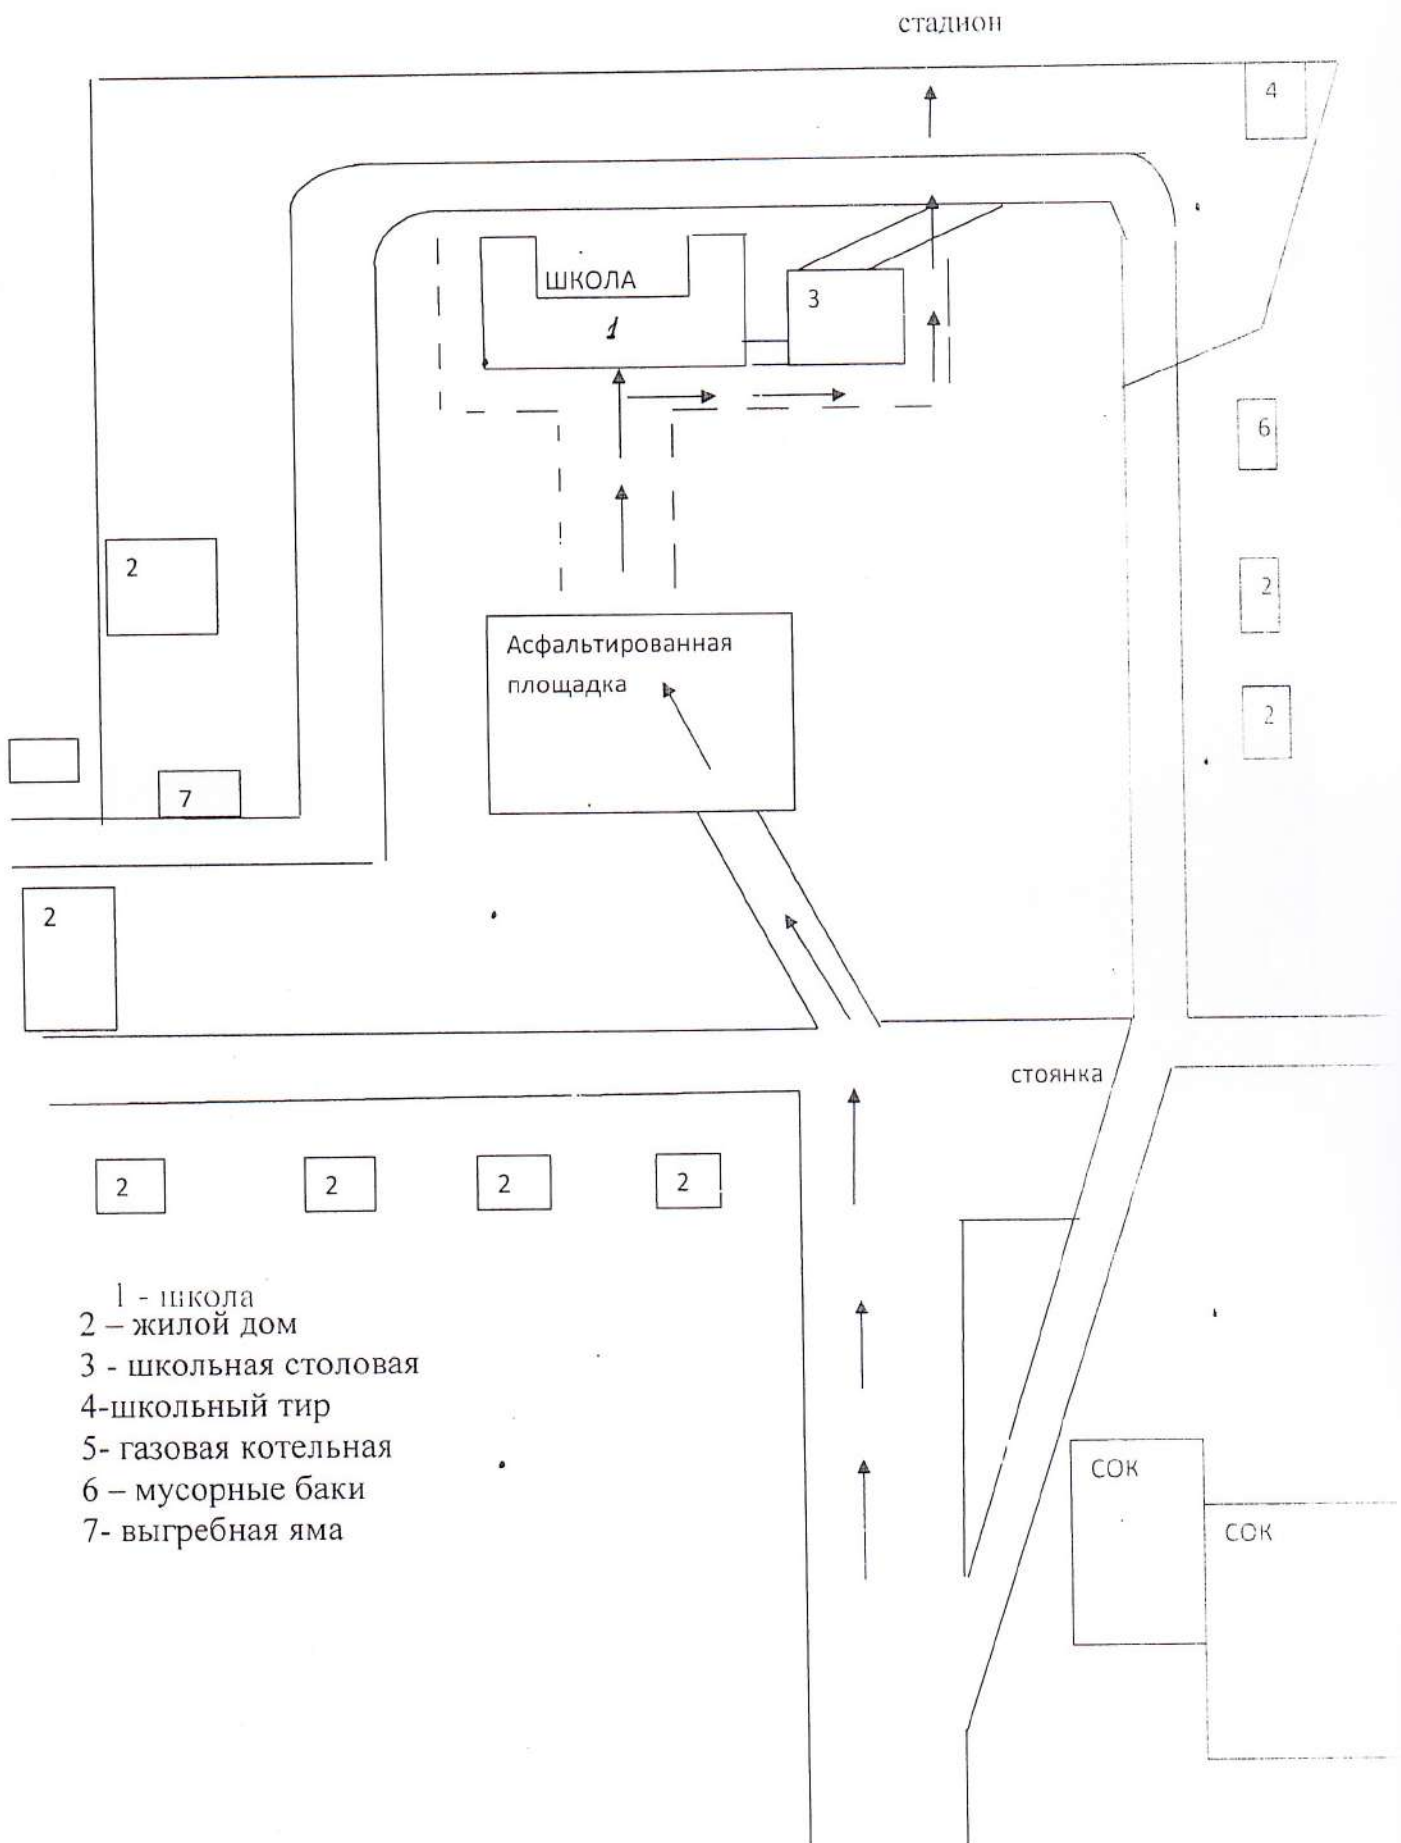 стадион
4
ШКОЛА
3
1
6
2
2
Асфальтированная
площадка
2
7
2
стоянка
2
2
2
2
1 - школа
2 – жилой дом
3 - школьная столовая
4-школьный тир
5- газовая котельная
6 – мусорные баки
7- выгребная яма
СОК
СОК